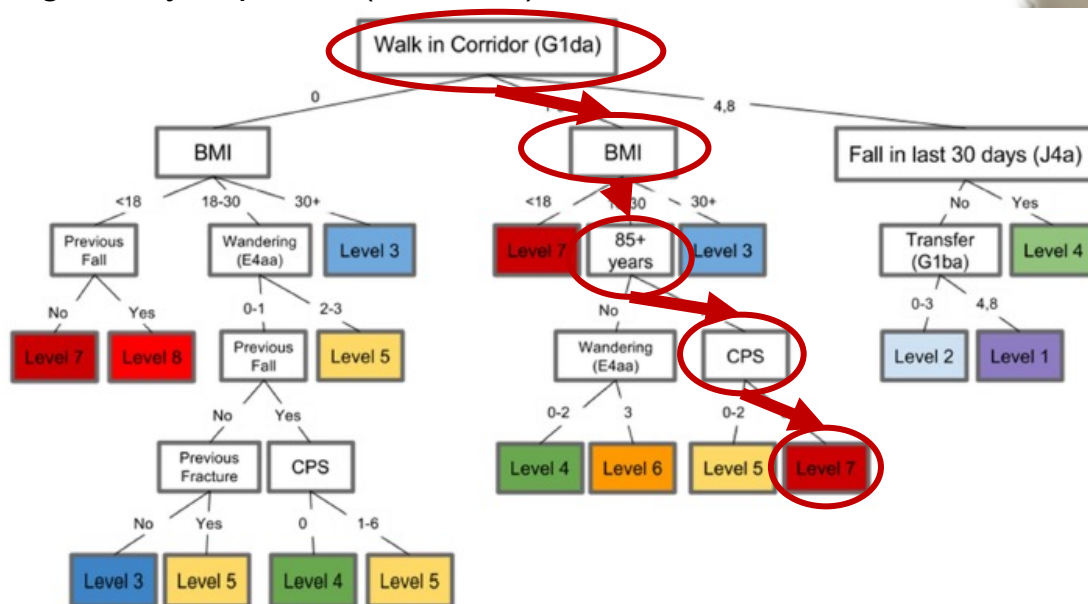 Walk in Corridor (G1da)
0
4,8
BMI
BMI
Fall in last 30 days (J4a)
<18
18-30
30+
<18
30
30+
No
Yes
Previous
Fall
Wandering
(E4aa)
Level 3
Level 7
85+
years
Level 3
Transfer
(G1ba)
Level 4
No
Yes
0-1
2-3
No
0-3
4,8
Level 7
Level 8
Previous
Fall
Level 5
Wandering
(E4aa)
CPS
Level 2
Level 1
No
Yes
0-2
3
0-2
Previous
Fracture
CPS
Level 4
Level 6
Level 5
Level 7
No
Yes
0
1-6
Level 3
Level 5
Level 4
Level 5